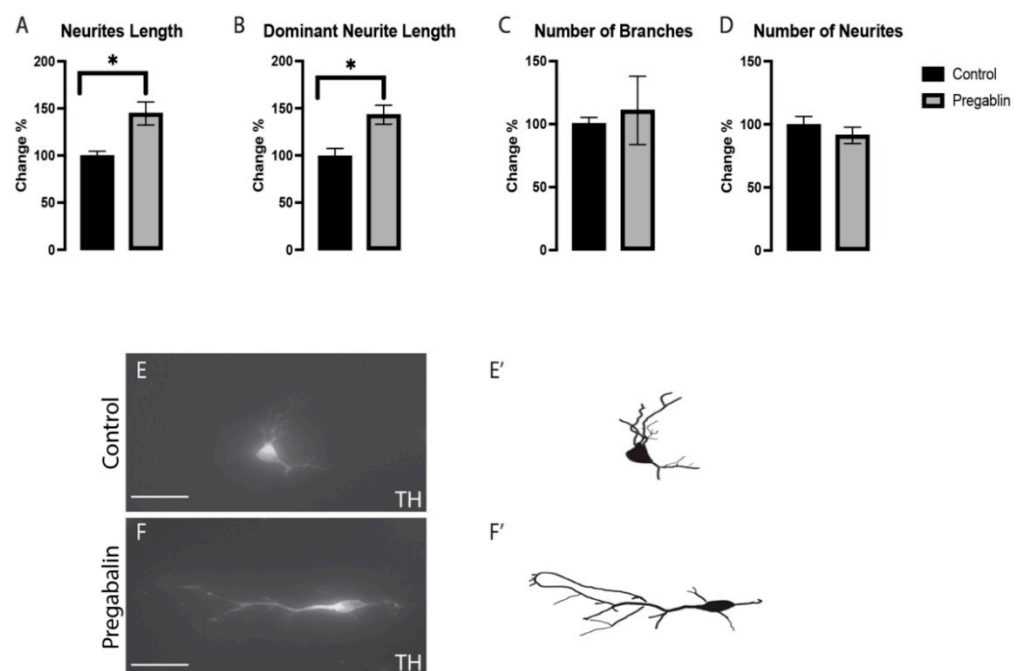 A Neurites Length
B Dominant Neurite Length
C Number of Branches
D Number of Neurites
200
150
100
50
0
Change %
*
200
150
100
50
0
Change %
*
150
100
50
0
Change %
150
100
50
0
Change %
Control
Pregablin
Control
E
TH
E'
Pregabalin
F
TH
F'